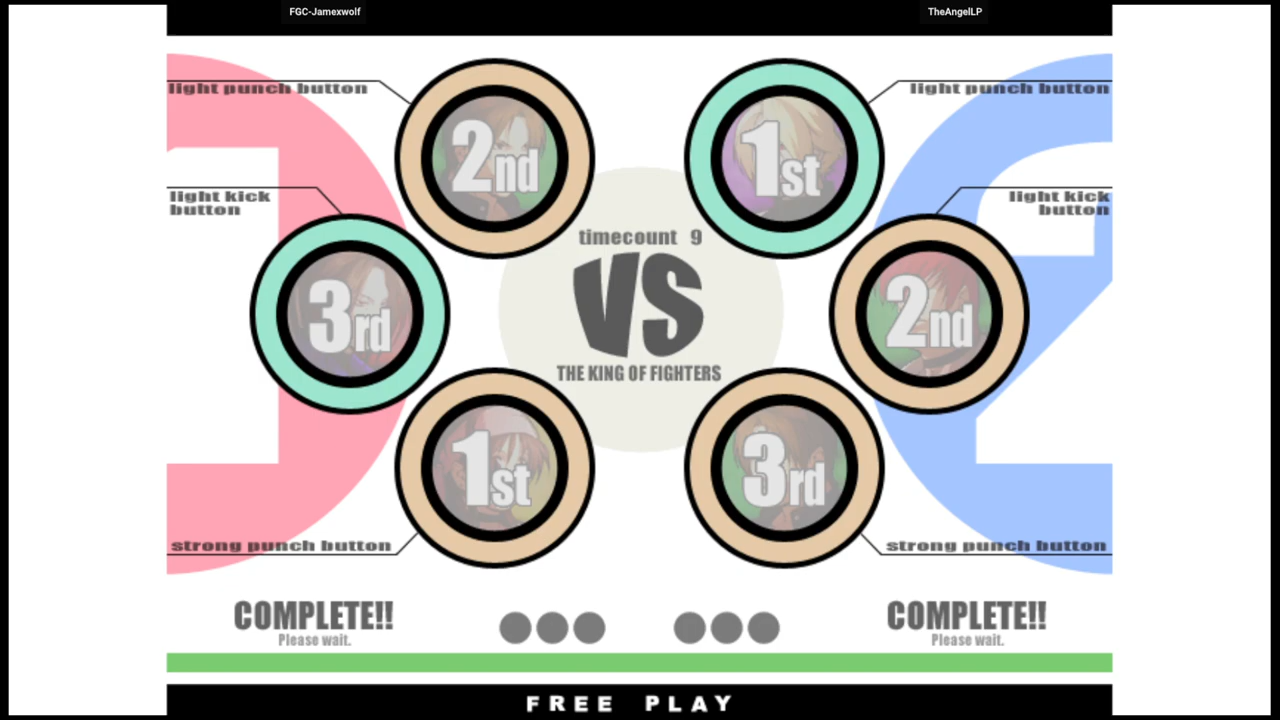 FGC-Jamexwolf
TheAngelLP
light punch button
light punch button
2nd
1st
light kick
button
light kick
button
timecount 9
VS
THE KING OF FIGHTERS
3rd
2nd
1st
3rd
strong punch button
strong punch button
COMPLETE!!
Please wait.
COMPLETE!!
Please wait.
FREE PLAY